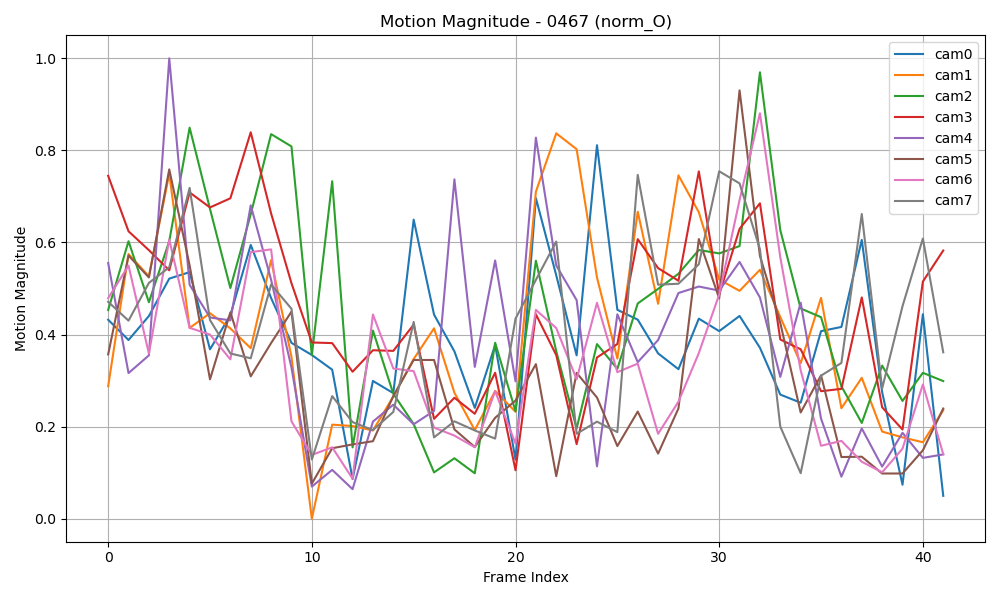 Motion Magnitude - 0467 (norm_O)
1.0
0.8
0.6
0.4
0.2
0.0
Motion Magnitude
0
10
20
30
40
Frame Index
cam0
cam1
cam2
cam3
cam4
cam5
cam6
cam7